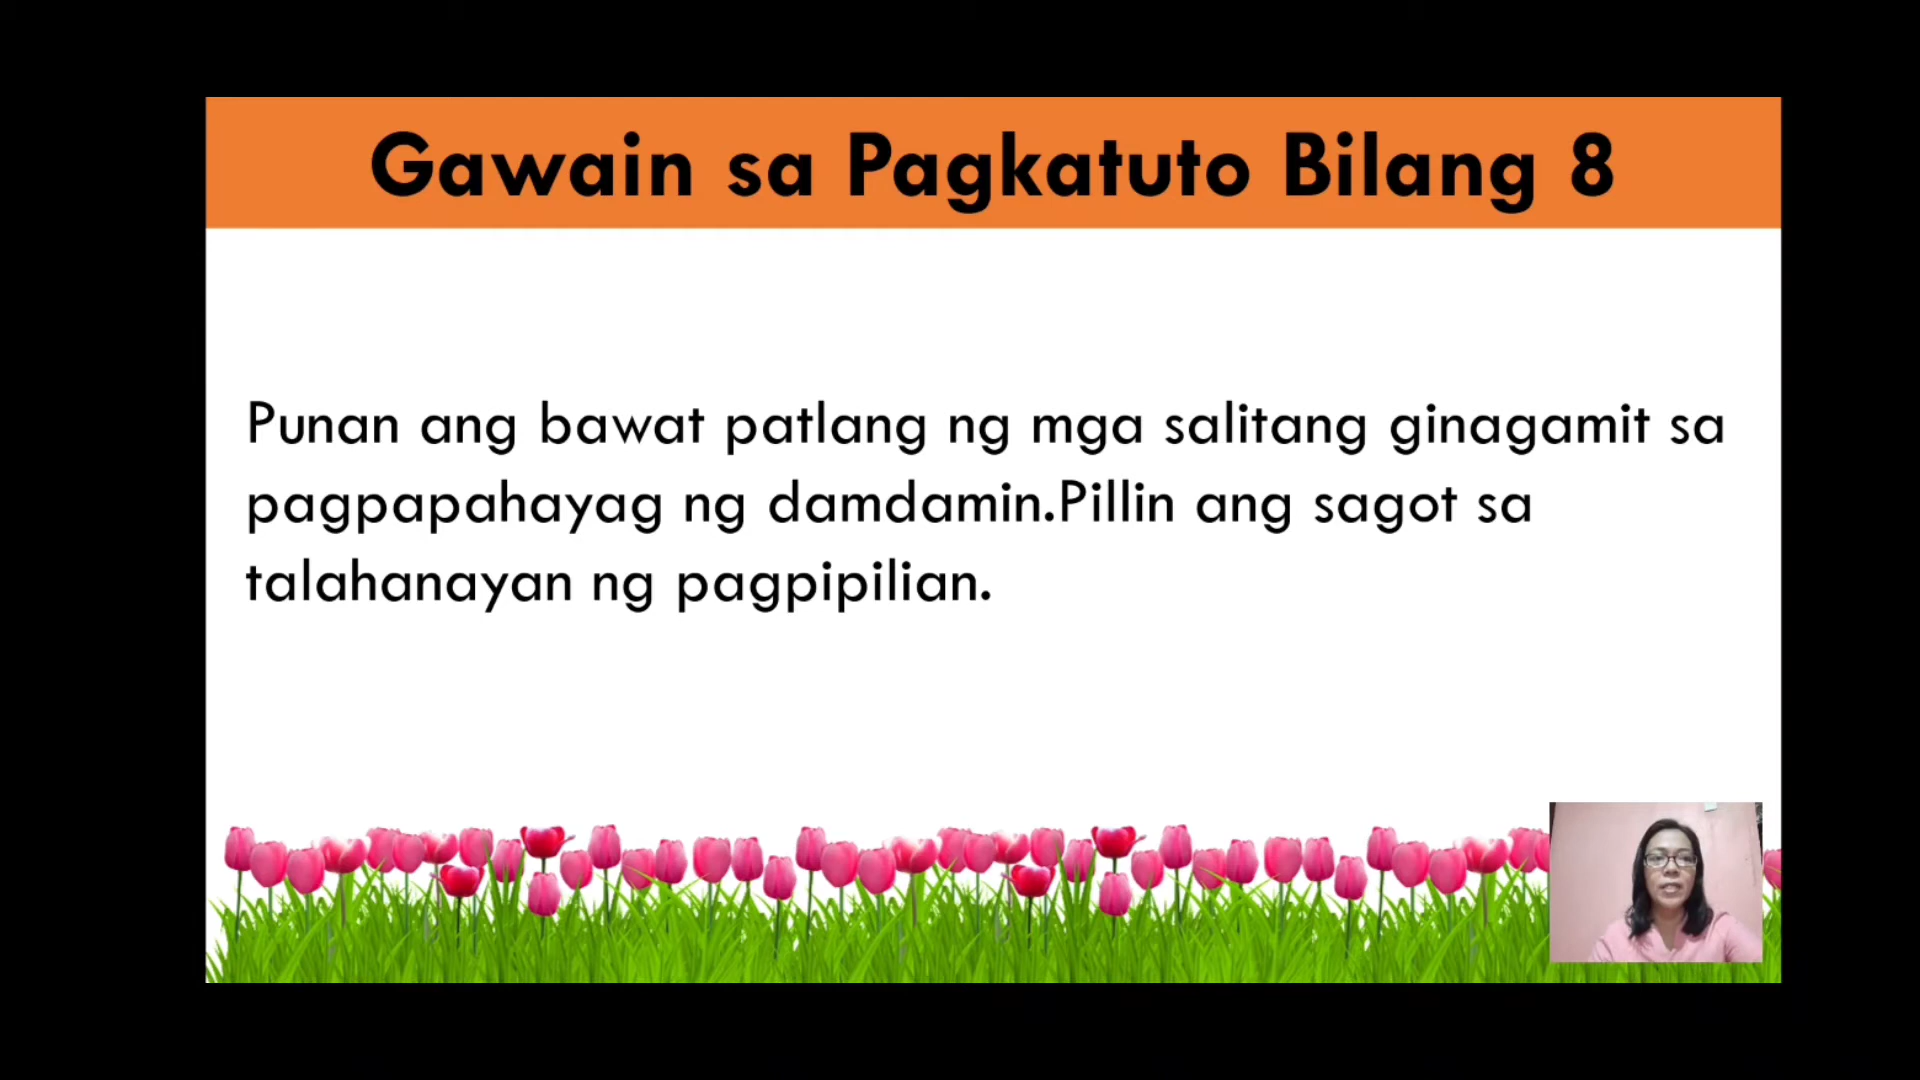 Gawain sa Pagkatuto Bilang 8
Punan ang bawat patlang ng mga salitang ginagamit sa
pagpapahayag ng damdamin.Pillin ang sagot sa
talahanayan ng pagpipilian.